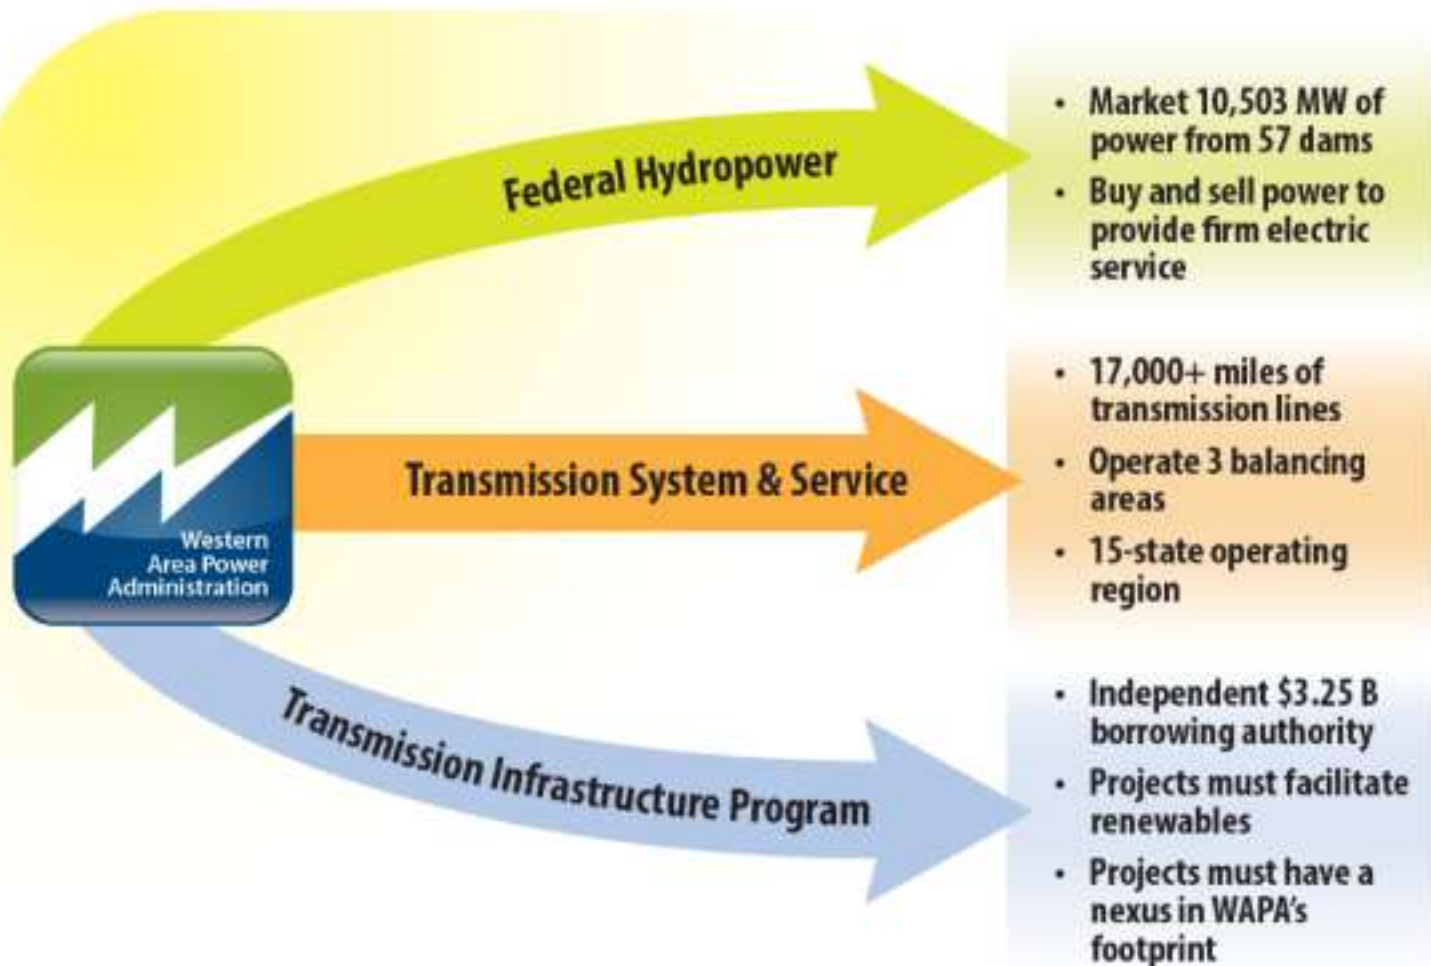 Federal Hydropower
• Market 10,503 MW of
power from 57 dams
• Buy and sell power to
provide firm electric
service
Western
Area Power
Administration
Transmission System & Service
• 17,000+ miles of
transmission lines
• Operate 3 balancing
areas
• 15-state operating
region
Transmission Infrastructure Program
• Independent $3.25 B
borrowing authority
• Projects must facilitate
renewables
• Projects must have a
nexus in WAPA's
footprint